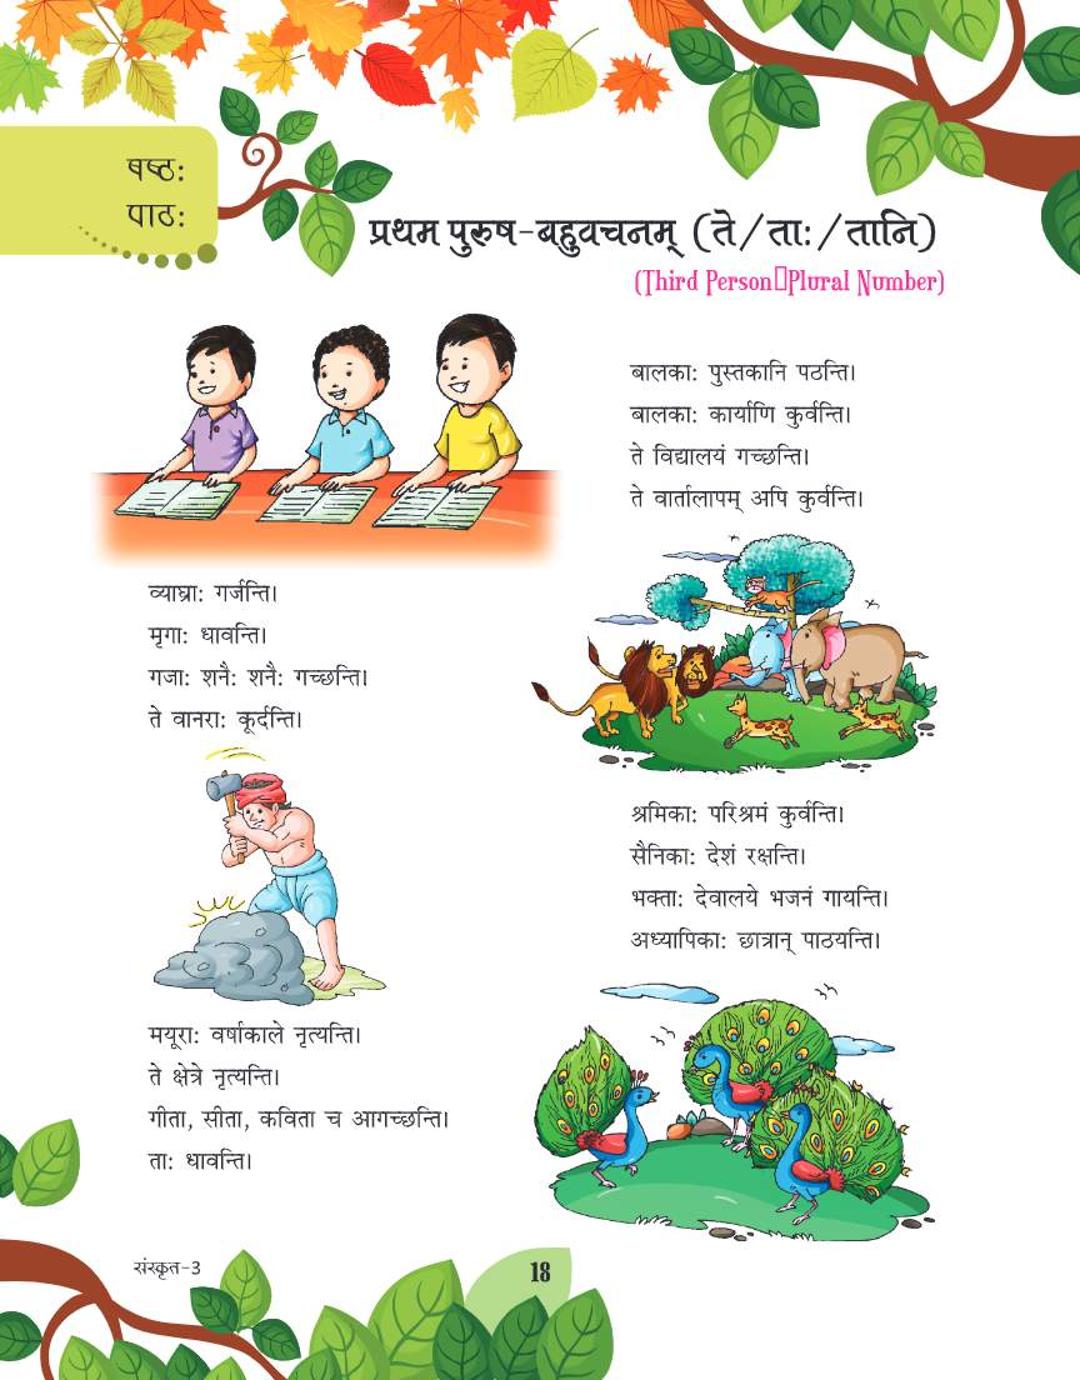 षष्ठः
पाठः
प्रथम पुरुष-बहुवचनम् (ते/ताः/तानि)
(Third Person▯Plural Number)
बालकाः पुस्तकानि पठन्ति।
बालकाः कार्याणि कुर्वन्ति।
ते विद्यालयं गच्छन्ति।
ते वार्तालापम् अपि कुर्वन्ति।
व्याघ्राः गर्जन्ति।
मृगाः धावन्ति।
गजाः शनैः शनैः गच्छन्ति।
ते वानराः कूर्दन्ति।
श्रमिकाः परिश्रमं कुर्वन्ति।
सैनिकाः देशं रक्षन्ति।
भक्ताः देवालये भजनं गायन्ति।
अध्यापिकाः छात्रान् पाठयन्ति।
मयूराः वर्षाकाले नृत्यन्ति।
ते क्षेत्रे नृत्यन्ति।
गीता, सीता, कविता च आगच्छन्ति।
ताः धावन्ति।
संस्कृत-3
18